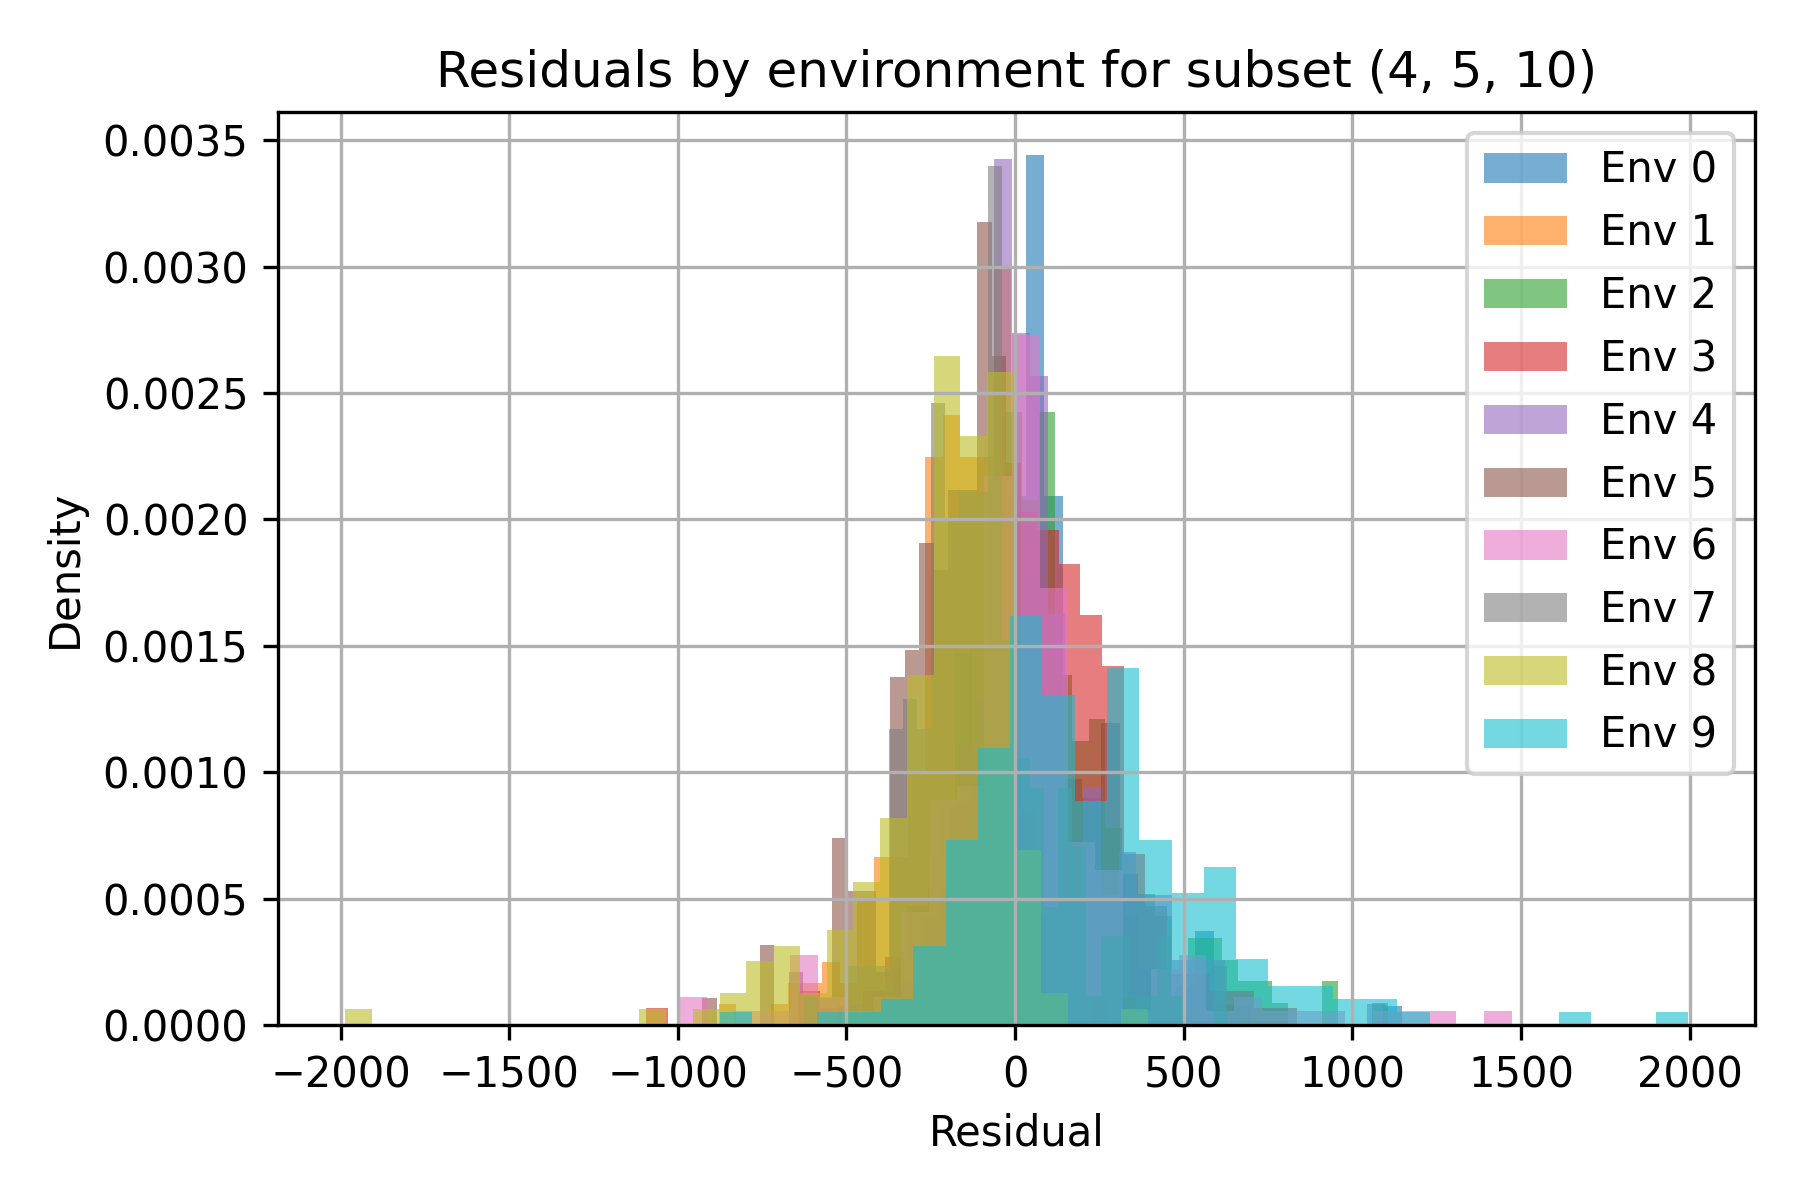 Residuals by environment for subset (4, 5, 10)
0.0035
0.0030
0.0025
0.0020
0.0015
0.0010
0.0005
0.0000
Density
−2000 −1500 −1000 −500 0 500 1000 1500 2000
Residual
Env 0
Env 1
Env 2
Env 3
Env 4
Env 5
Env 6
Env 7
Env 8
Env 9